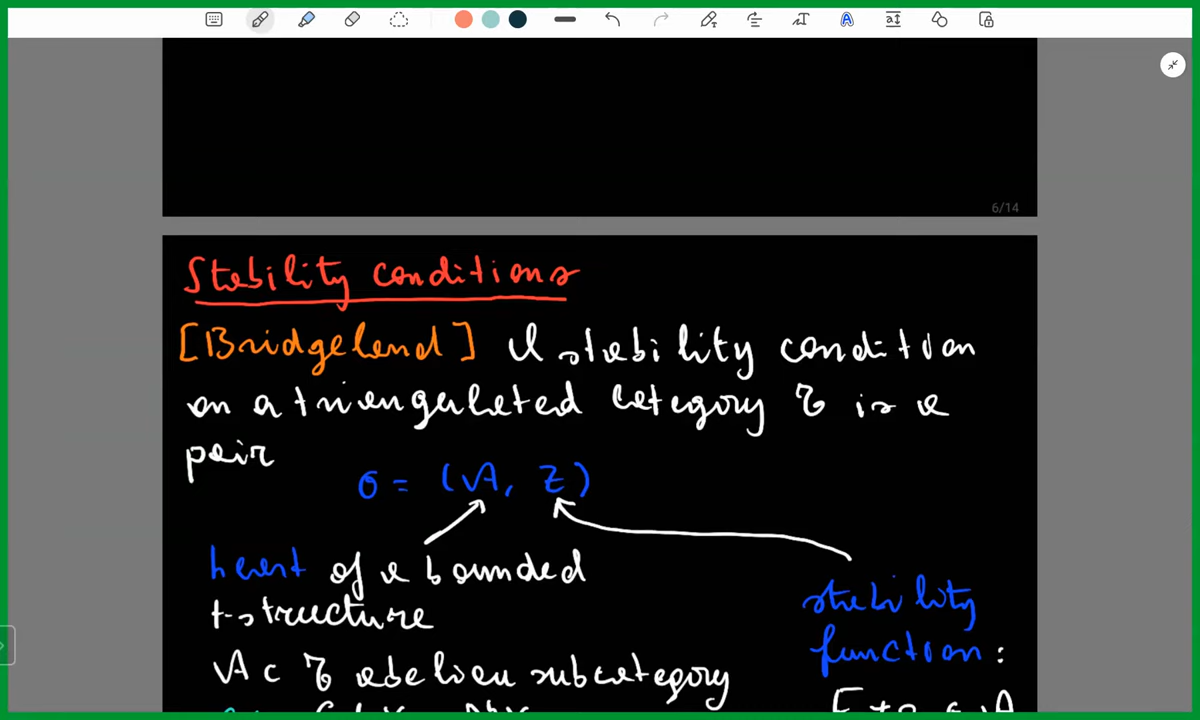 6/14
Stability conditions
[Bridgeland] A stability condition
on a triangulated category τ is a
pair
σ = (A, Z)
heart of a bounded
t-structure
stability
function:
A ⊂ τ abelian subcategory